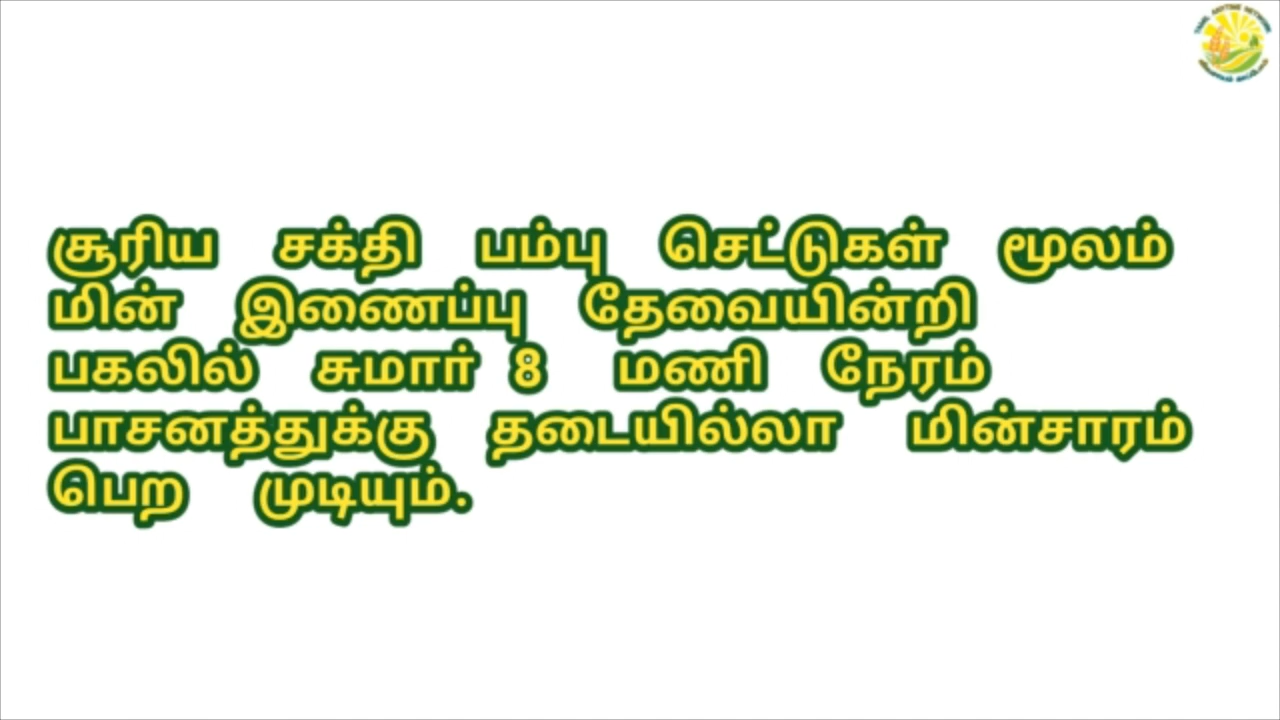 சூரிய சக்தி பம்பு செட்டுகள் மூலம்
மின் இணைப்பு தேவையின்றி
பகலில் சுமார் 8 மணி நேரம்
பாசனத்துக்கு தடையில்லா மின்சாரம்
பெற முடியும்.